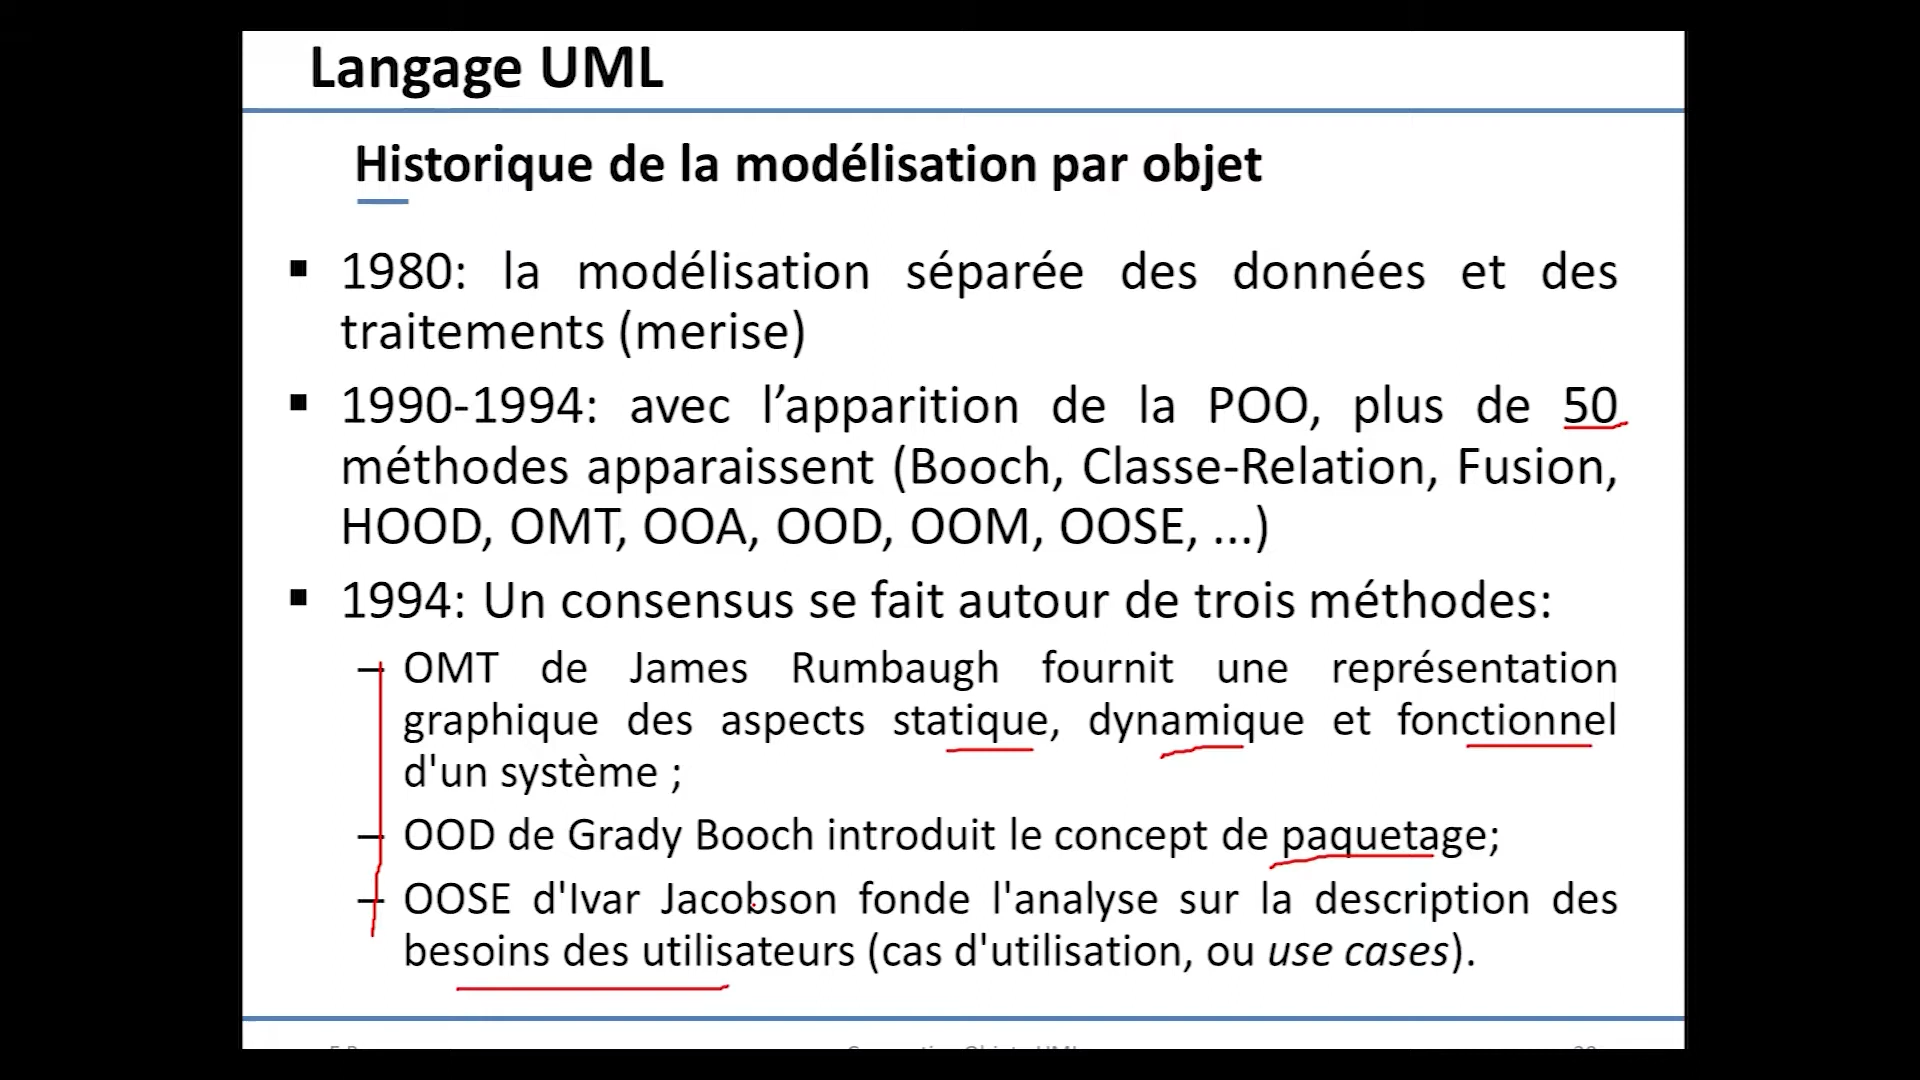 Langage UML
Historique de la modélisation par objet
▪ 1980: la modélisation séparée des données et des
traitements (merise)
▪ 1990-1994: avec l’apparition de la POO, plus de 50
méthodes apparaissent (Booch, Classe-Relation, Fusion,
HOOD, OMT, OOA, OOD, OOM, OOSE, ...)
▪ 1994: Un consensus se fait autour de trois méthodes:
– OMT de James Rumbaugh fournit une représentation
graphique des aspects statique, dynamique et fonctionnel
d'un système ;
– OOD de Grady Booch introduit le concept de paquetage;
– OOSE d'Ivar Jacobson fonde l'analyse sur la description des
besoins des utilisateurs (cas d'utilisation, ou use cases).